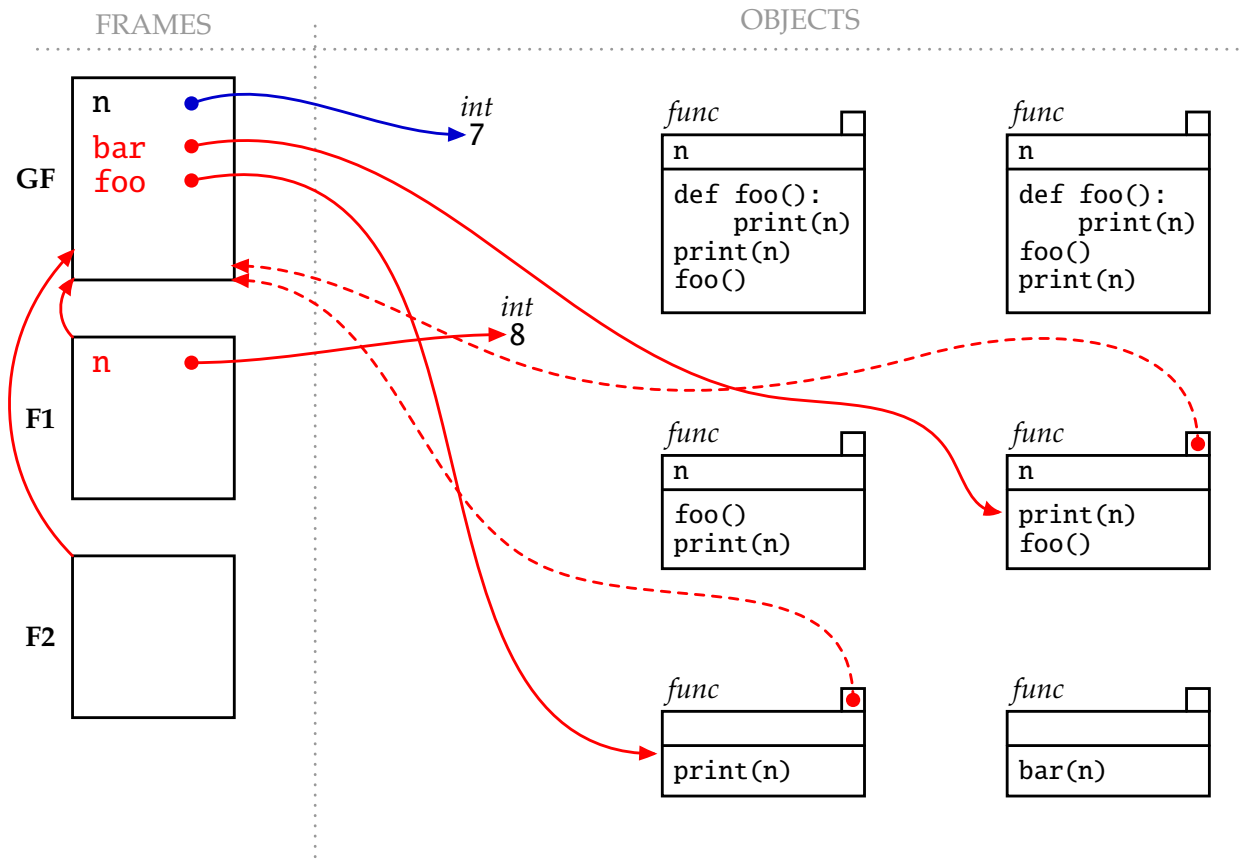 FRAMES
OBJECTS
GF
n
bar
foo
int
7
func
n
def foo():
    print(n)
print(n)
foo()
func
n
def foo():
    print(n)
foo()
print(n)
F1
n
int
8
func
n
foo()
print(n)
func
n
print(n)
foo()
F2
func
print(n)
func
bar(n)